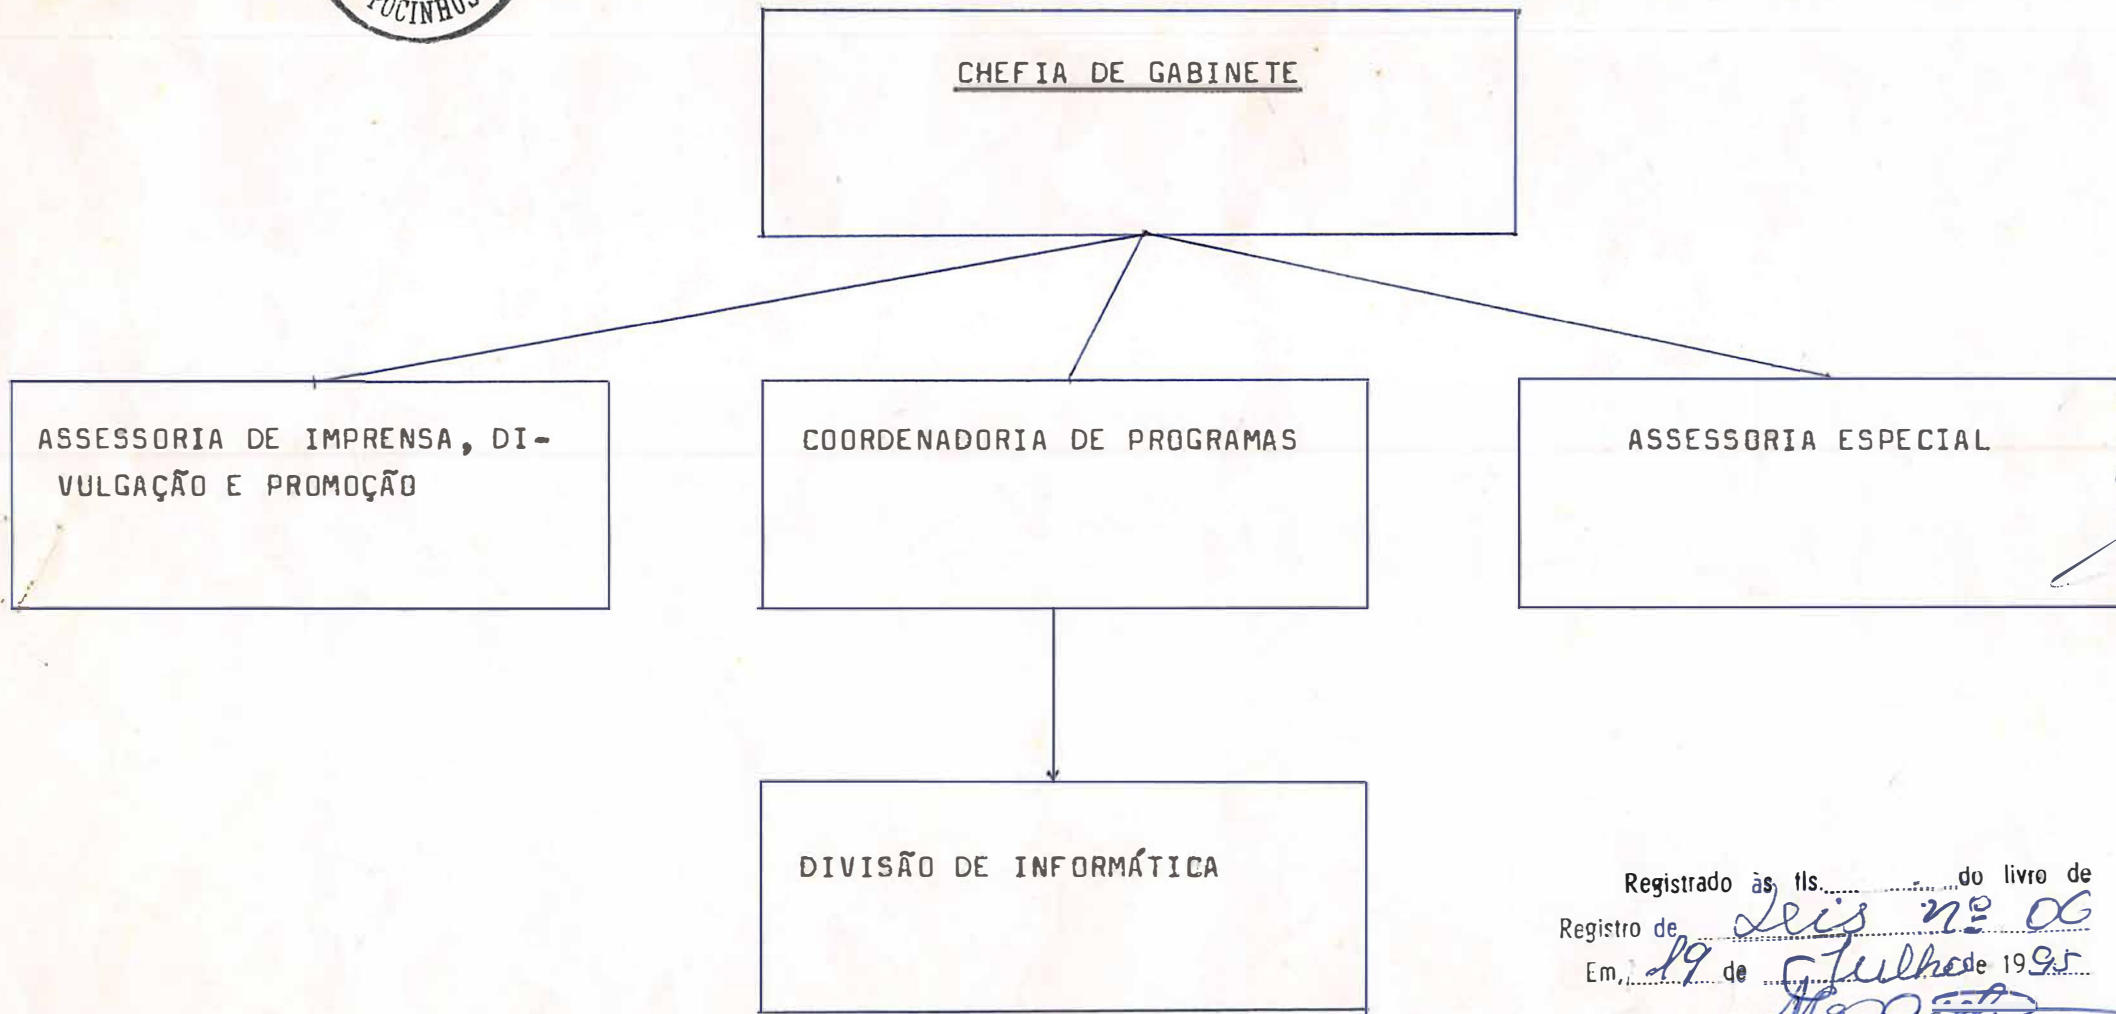 POCINHOS
CHEFIA DE GABINETE
ASSESSORIA DE IMPRENSA, DI-
VULGAÇÃO E PROMOÇÃO
COORDENADORIA DE PROGRAMAS
ASSESSORIA ESPECIAL
DIVISÃO DE INFORMÁTICA
Registrado às fls. do livro de
Registro de Leis nº 06
Em, 19 de Julho de 1995